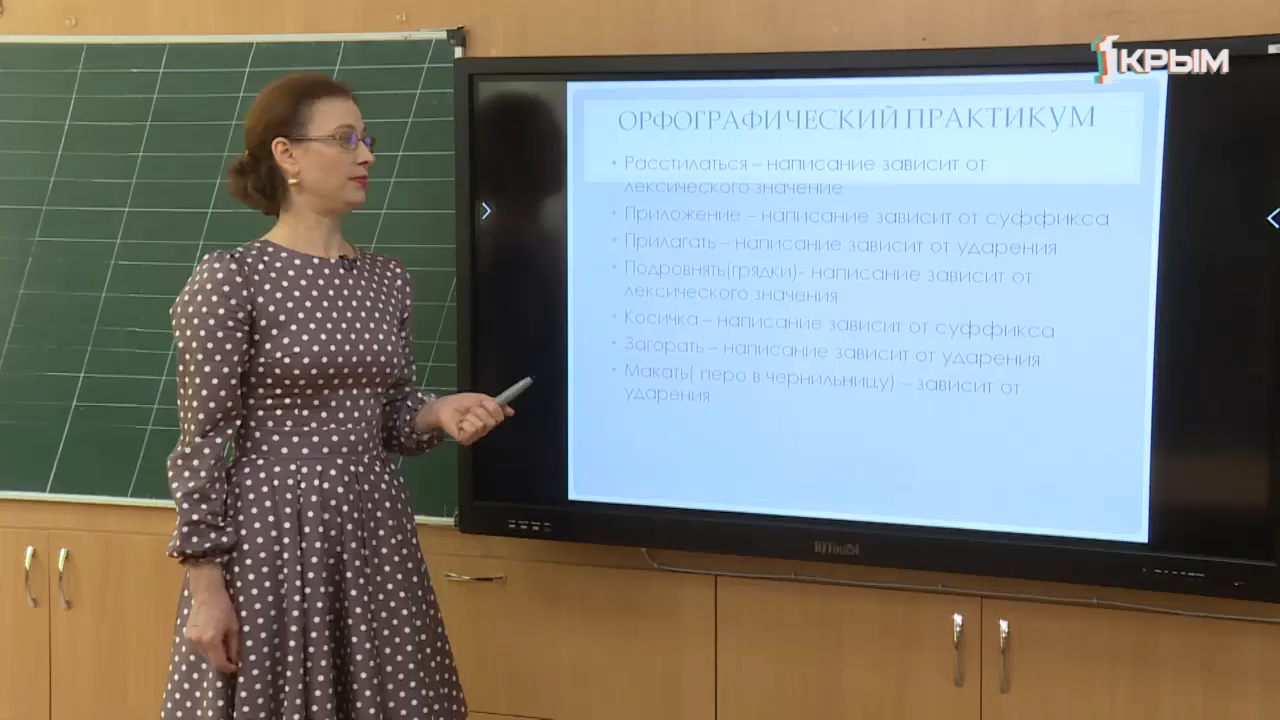 1КРЫМ
ОРФОГРАФИЧЕСКИЙ ПРАКТИКУМ
• Расстилаться – написание зависит от
лексического значение
• Приложение – написание зависит от суффикса
• Прилагать – написание зависит от ударения
• Подровнять(грядки)- написание зависит от
лексического значения
• Косичка – написание зависит от суффикса
• Загорать – написание зависит от ударения
• Макать( перо в чернильницу) – зависит от
ударения